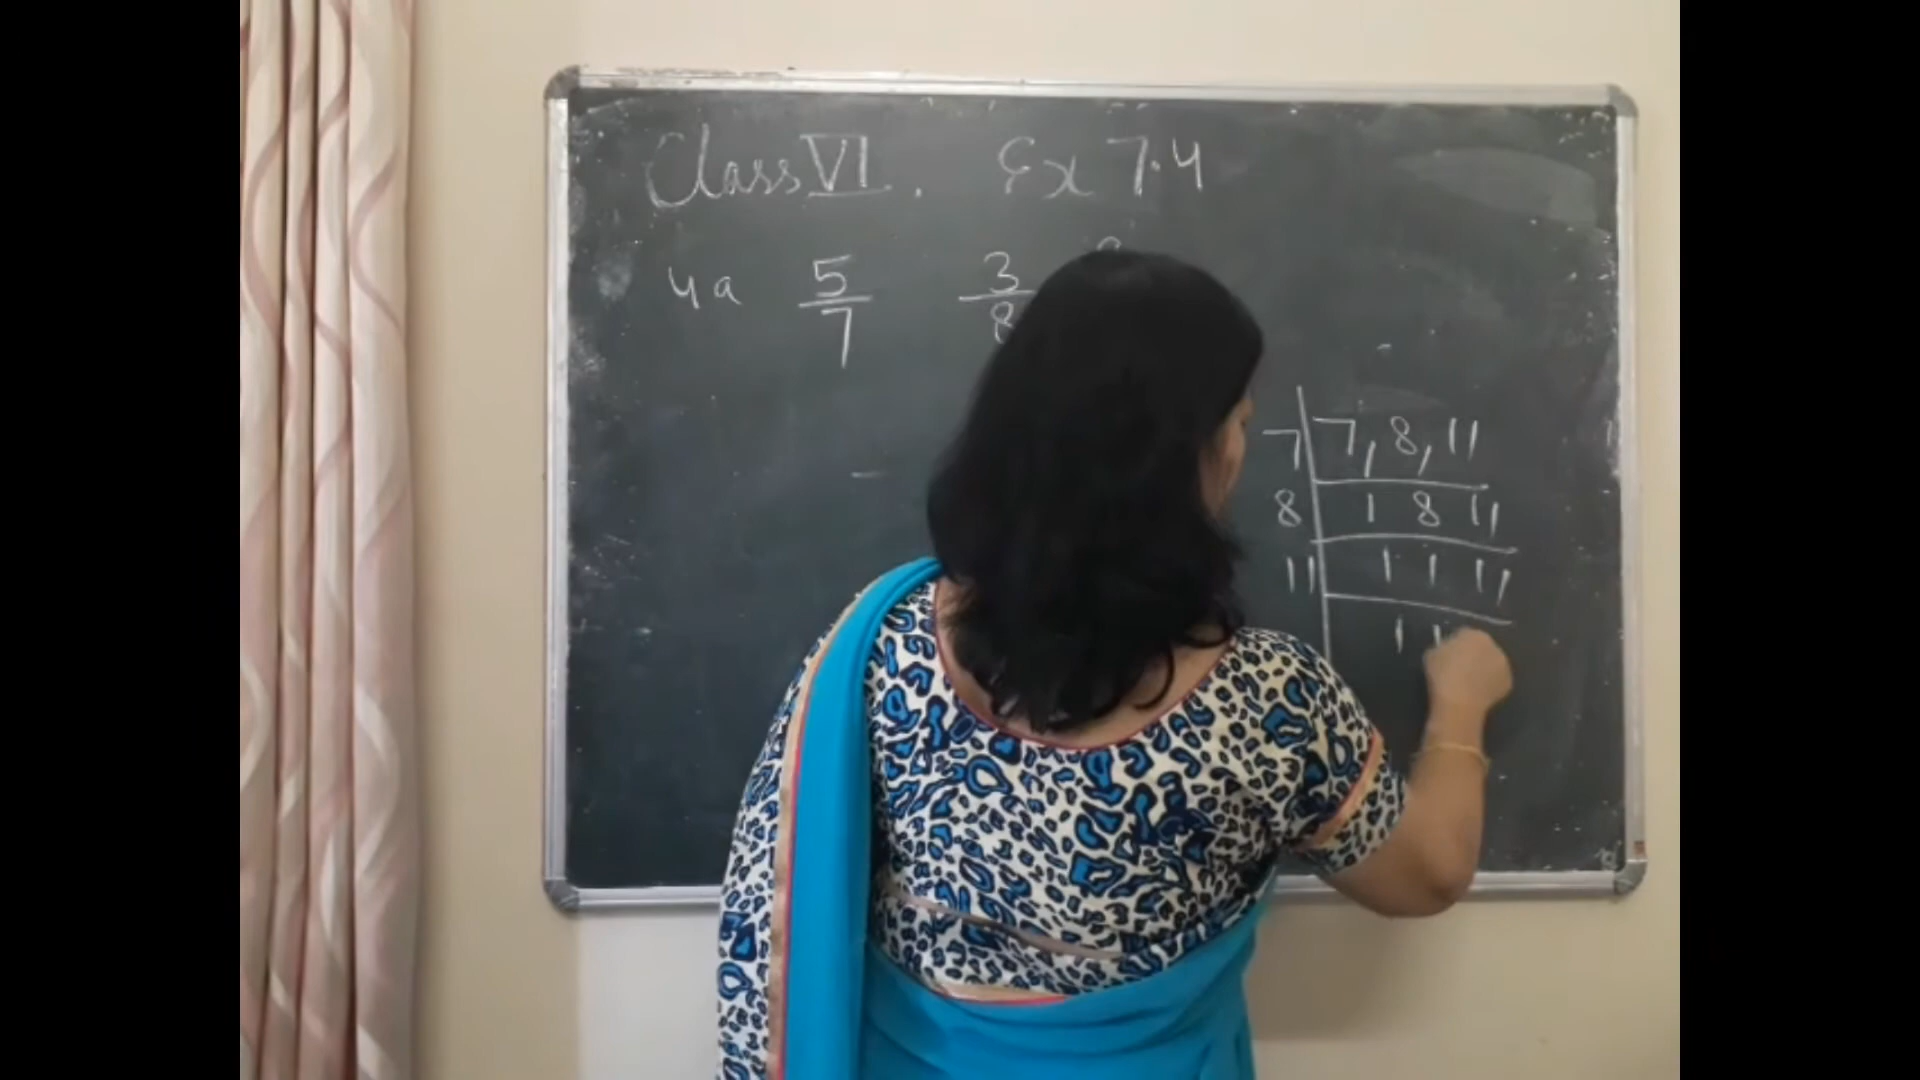 Class VI. Ex 7.4
4a 5/7 3/8
7 | 7, 8, 11
8 | 1 8 11
11 | 1 1 11
1 1